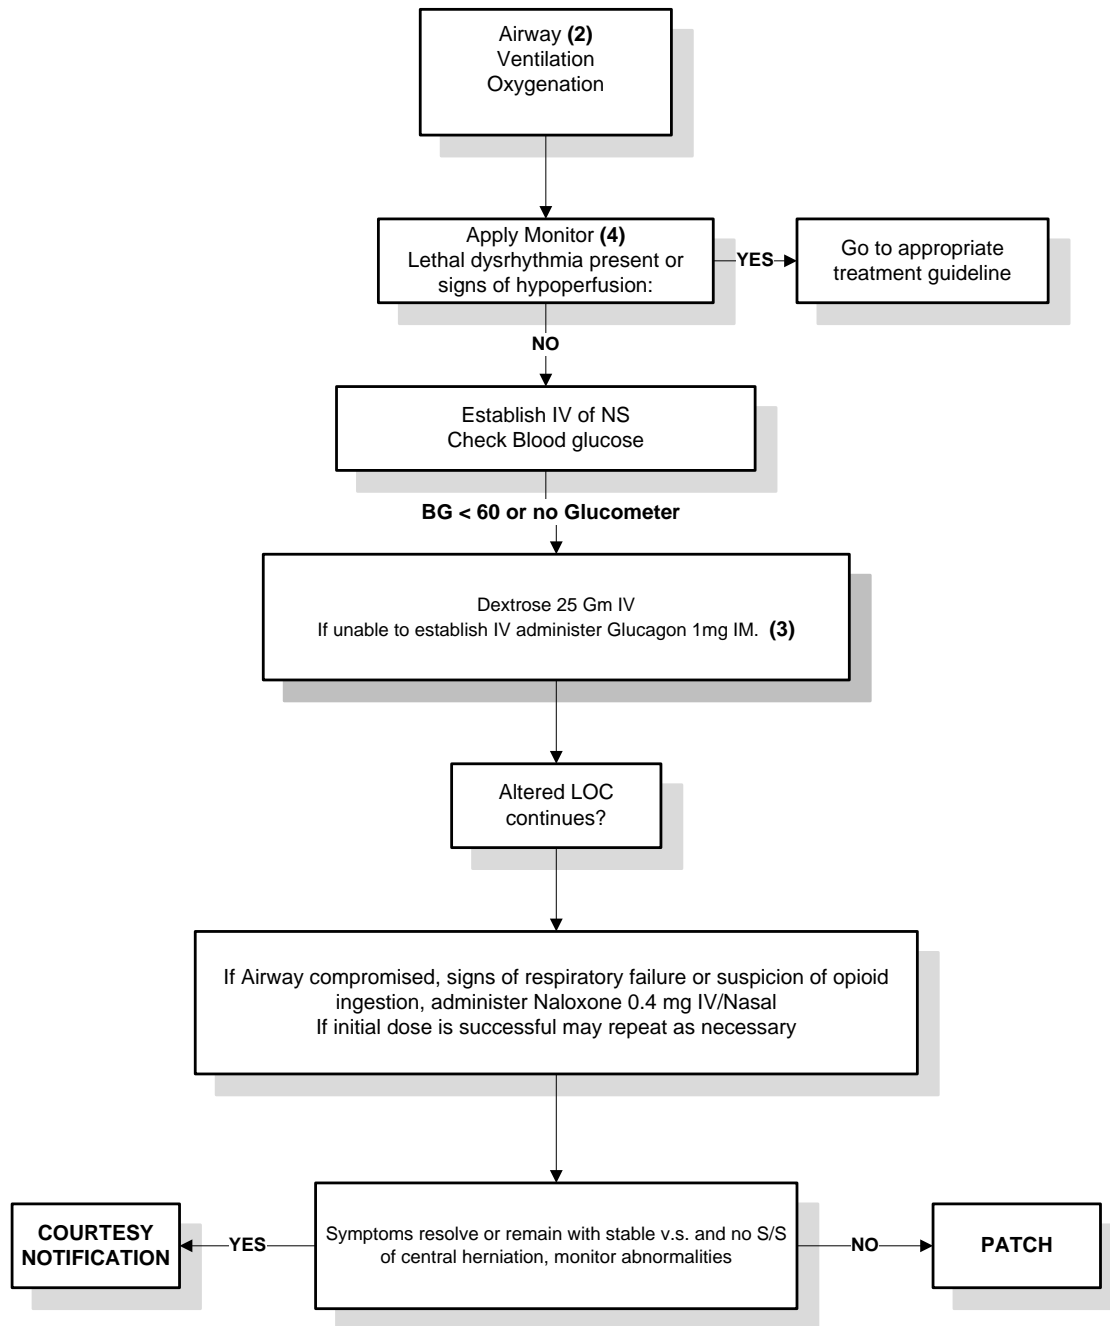 Airway (2)
Ventilation
Oxygenation
Apply Monitor (4)
Lethal dysrhythmia present or
signs of hypoperfusion:
YES
Go to appropriate
treatment guideline
NO
Establish IV of NS
Check Blood glucose
BG < 60 or no Glucometer
Dextrose 25 Gm IV
If unable to establish IV administer Glucagon 1mg IM. (3)
Altered LOC
continues?
If Airway compromised, signs of respiratory failure or suspicion of opioid
ingestion, administer Naloxone 0.4 mg IV/Nasal
If initial dose is successful may repeat as necessary
COURTESY
NOTIFICATION
YES
Symptoms resolve or remain with stable v.s. and no S/S
of central herniation, monitor abnormalities
NO
PATCH